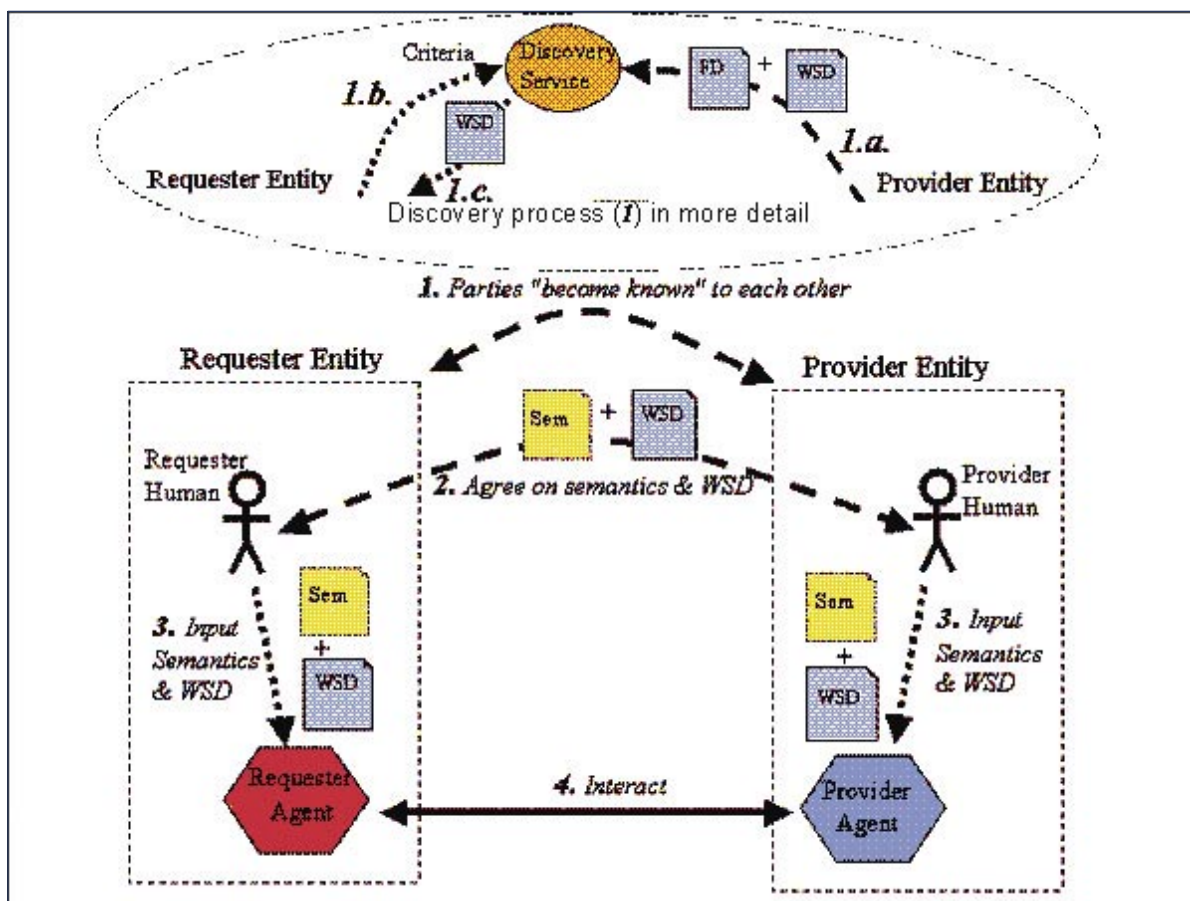 Criteria
Discovery
Service
FD
+
WSD
1.b.
WSD
1.a.
Requester Entity
Provider Entity
1.c.
Discovery process (1) in more detail
1. Parties "become known" to each other
Requester Entity
Provider Entity
Sem
+
WSD
Requester
Human
Provider
Human
2. Agree on semantics & WSD
Sem
+
WSD
3. Input
Semantics
& WSD
Sem
+
WSD
3. Input
Semantics
& WSD
Requester
Agent
4. Interact
Provider
Agent